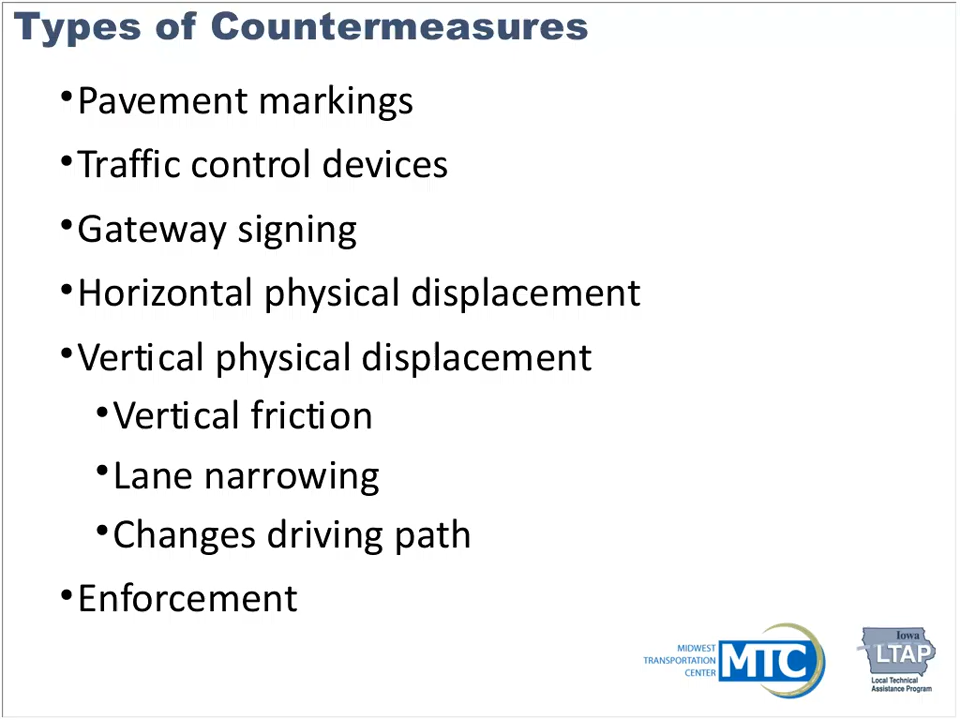 Types of Countermeasures
•Pavement markings
•Traffic control devices
•Gateway signing
•Horizontal physical displacement
•Vertical physical displacement
•Vertical friction
•Lane narrowing
•Changes driving path
•Enforcement
MIDWEST
TRANSPORTATION
CENTER
MTC
Iowa
LTAP
Local Technical
Assistance Program